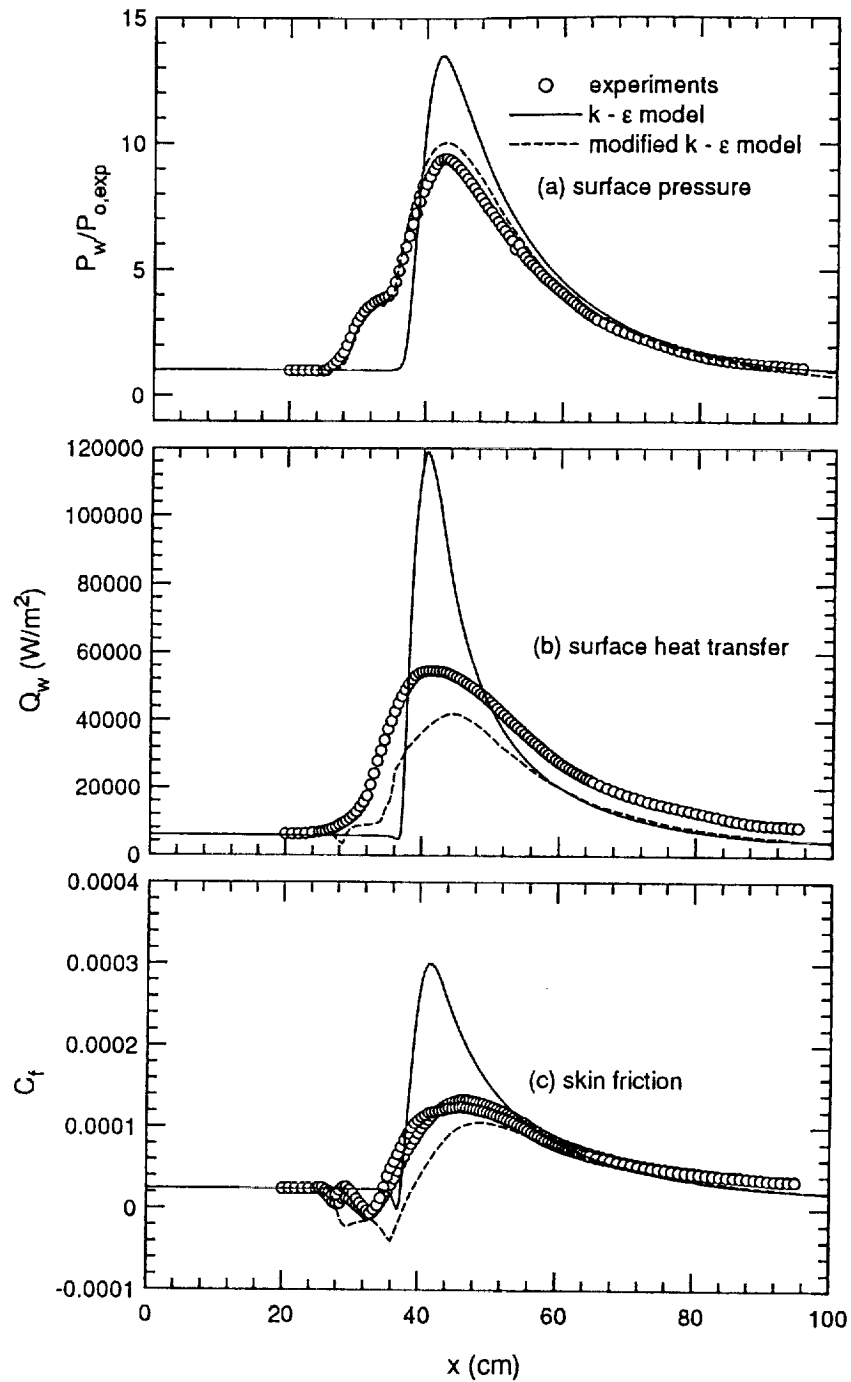 15
10
5
0
P_w/P_o,exp
experiments
k - ε model
modified k - ε model
(a) surface pressure
120000
100000
80000
60000
40000
20000
0
Q_w (W/m²)
(b) surface heat transfer
0.0004
0.0003
0.0002
0.0001
0
-0.0001
C_f
(c) skin friction
0 20 40 60 80 100
x (cm)